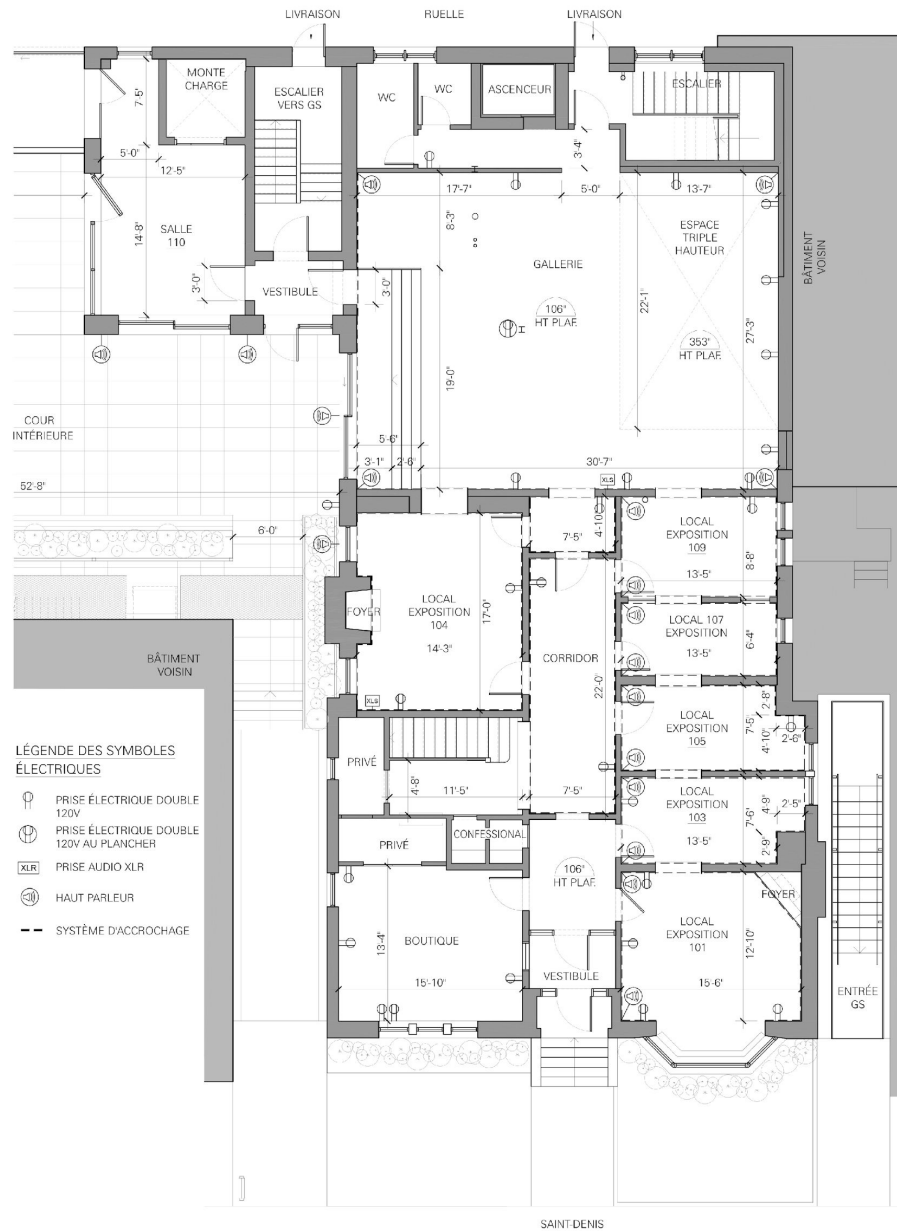 LIVRAISON
RUELLE
LIVRAISON
MONTE
CHARGE
ESCALIER
VERS GS
WC
WC
ASCENCEUR
ESCALIER
7'-5"
5'-0"
12'-5"
3'-4"
17'-7"
5'-0"
13'-7"
SALLE
110
14'-8"
3'-0"
VESTIBULE
3'-0"
8'-3"
GALLERIE
ESPACE
TRIPLE
HAUTEUR
BÂTIMENT
VOISIN
106"
HT PLAF.
22'-1"
353"
HT PLAF.
27'-3"
19'-0"
COUR
INTÉRIEURE
5'-6"
3'-1"
2'-6"
30'-7"
52'-8"
XLS
6'-0"
7'-5"
4'-10"
LOCAL
EXPOSITION
109
13'-5"
8'-8"
FOYER
LOCAL
EXPOSITION
104
14'-3"
17'-0"
LOCAL 107
EXPOSITION
13'-5"
6'-4"
CORRIDOR
22'-0"
BÂTIMENT
VOISIN
XLS
LOCAL
EXPOSITION
105
2'-8"
7'-5"
4'-10"
2'-6"
PRIVÉ
4'-8"
11'-5"
7'-5"
LOCAL
EXPOSITION
103
13'-5"
4'-9"
7'-6"
2'-9"
2'-5"
LÉGENDE DES SYMBOLES
ÉLECTRIQUES
PRISE ÉLECTRIQUE DOUBLE
120V
PRISE ÉLECTRIQUE DOUBLE
120V AU PLANCHER
XLR PRISE AUDIO XLR
HAUT PARLEUR
SYSTÈME D'ACCROCHAGE
PRIVÉ
CONFESSIONAL
106"
HT PLAF.
FOYER
BOUTIQUE
13'-4"
15'-10"
VESTIBULE
LOCAL
EXPOSITION
101
12'-10"
15'-6"
ENTRÉE
GS
SAINT-DENIS